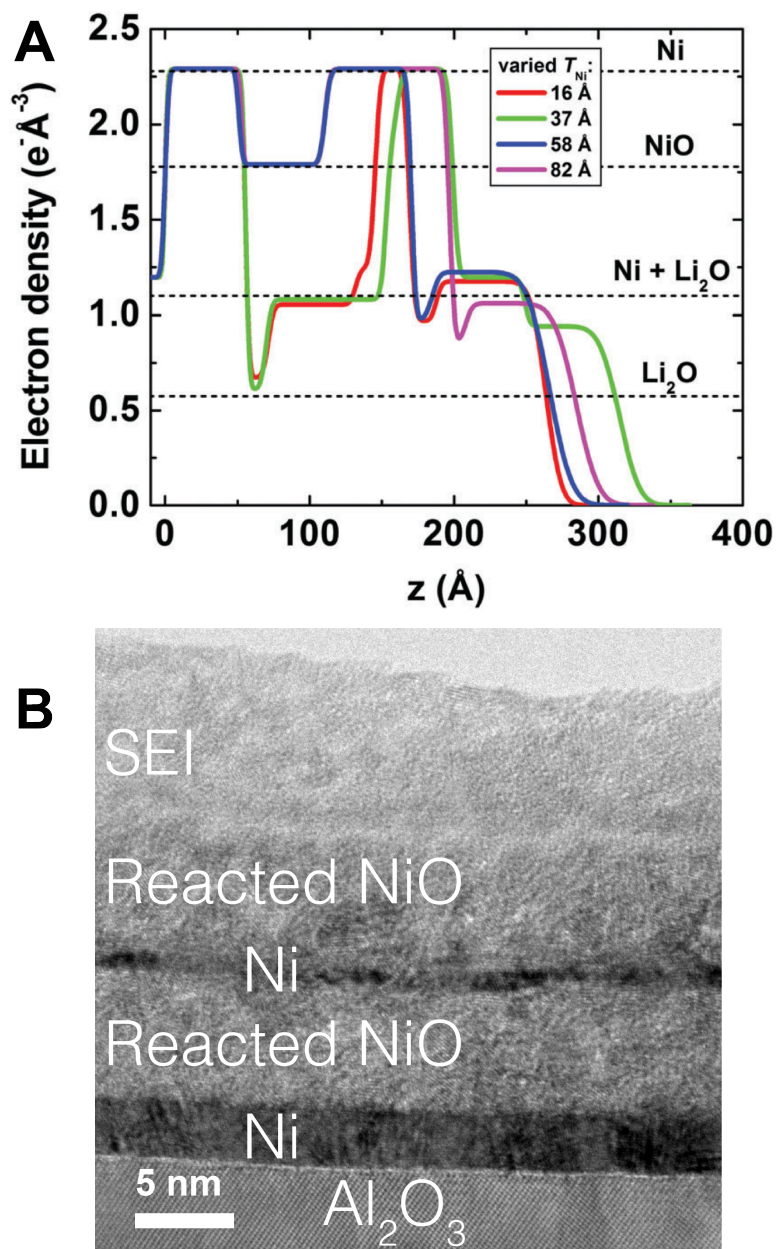 A
2.5
2.0
1.5
1.0
0.5
0.0
Electron density (e⁻Å⁻³)
varied T_Ni:
16 Å
37 Å
58 Å
82 Å
Ni
NiO
Ni + Li₂O
Li₂O
0 100 200 300 400
z (Å)
B
SEI
Reacted NiO
Ni
Reacted NiO
Ni
5 nm
Al₂O₃